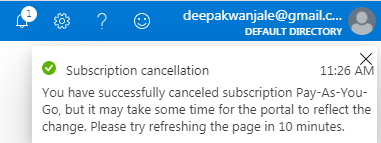 1
deepakwanjale@gmail.c...
DEFAULT DIRECTORY
Subscription cancellation 11:26 AM
You have successfully canceled subscription Pay-As-You-
Go, but it may take some time for the portal to reflect the
change. Please try refreshing the page in 10 minutes.